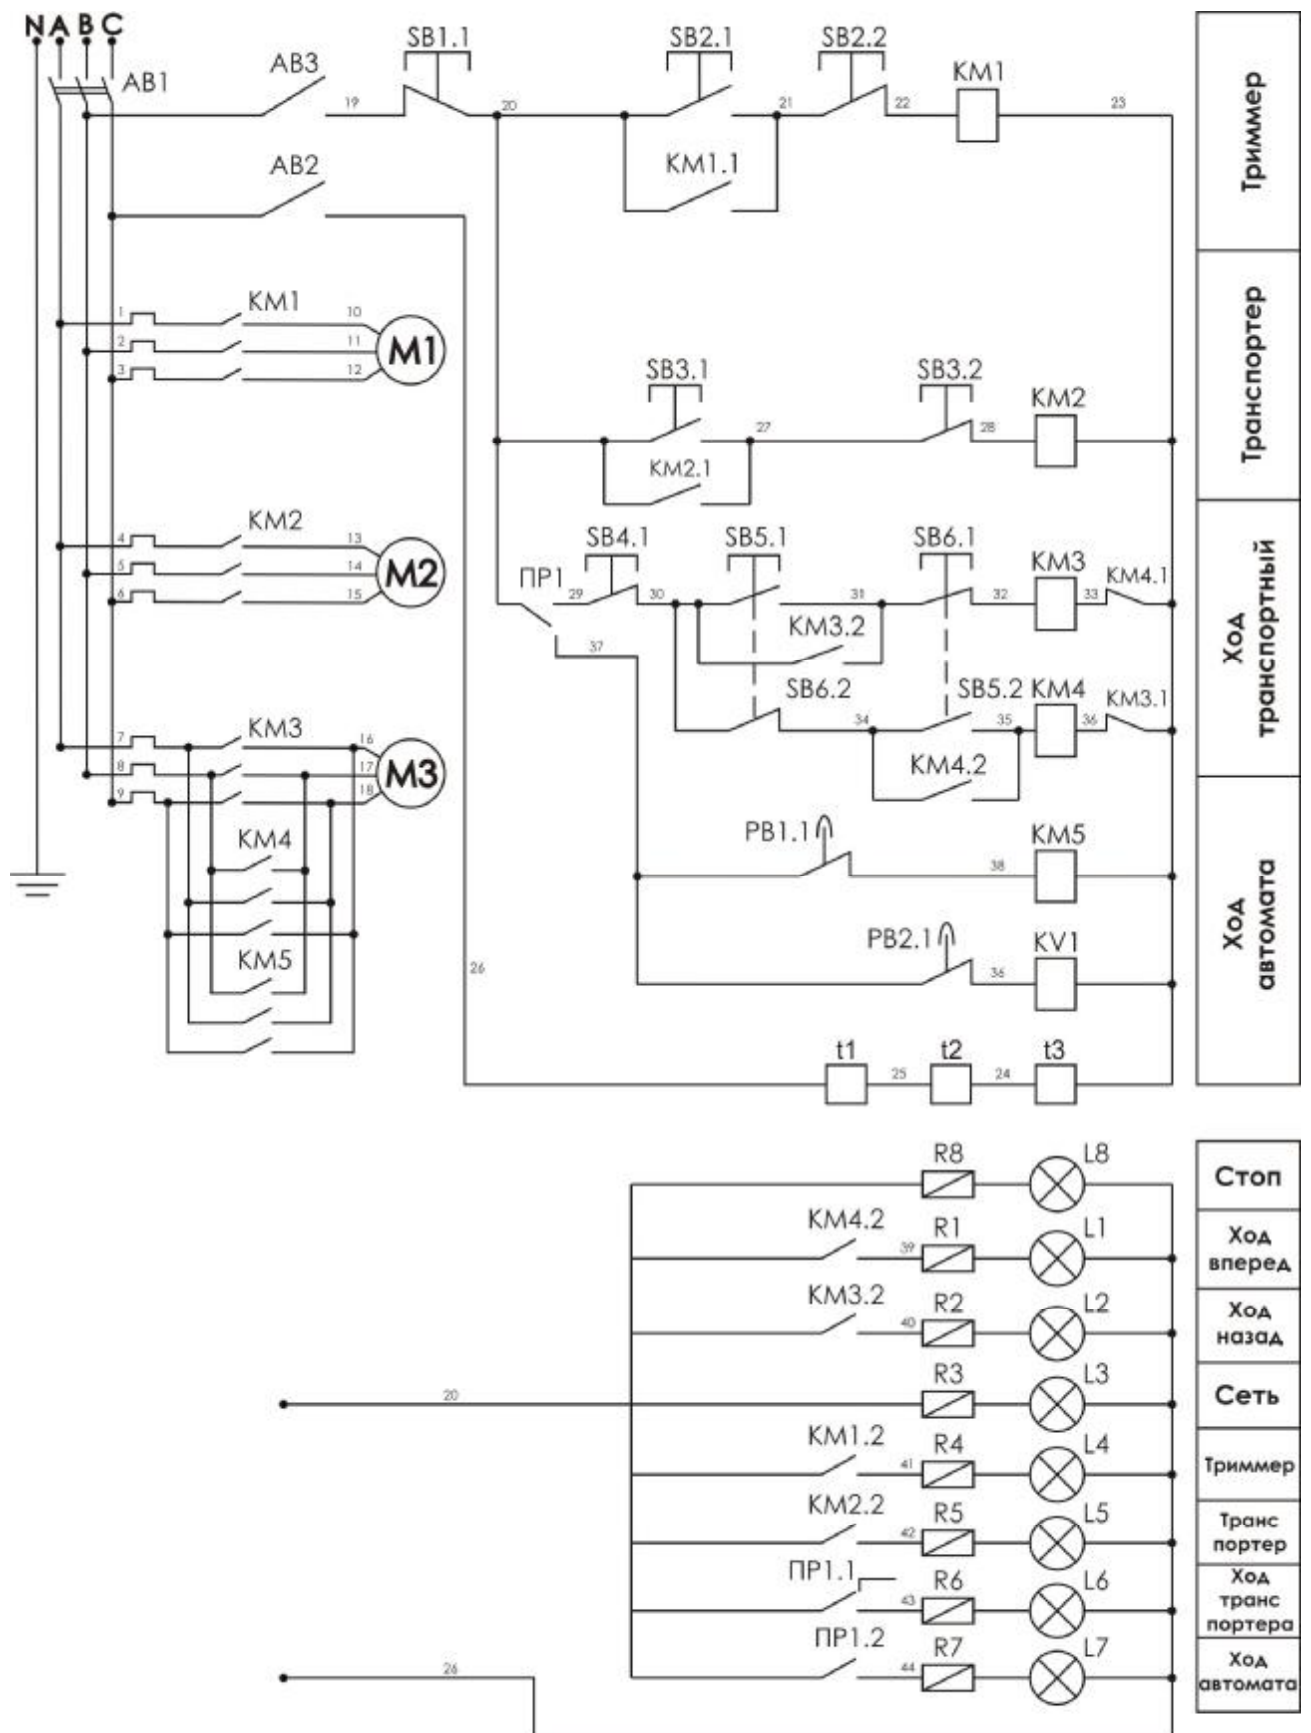 N A B C
AB1
AB3
19
SB1.1
20
SB2.1
21
SB2.2
22
KM1
23
KM1.1
AB2
Триммер
1
KM1
10
2
11
3
12
M1
SB3.1
27
SB3.2
28
KM2
KM2.1
Транспортер
4
KM2
13
5
14
6
15
M2
ПР1
29
SB4.1
30
SB5.1
31
SB6.1
32
KM3
33
KM4.1
KM3.2
37
SB6.2
34
SB5.2
35
KM4
36
KM3.1
KM4.2
Ход
транспортный
7
KM3
16
8
17
9
18
M3
KM4
KM5
PB1.1
38
KM5
PB2.1
36
KV1
26
t1
25
t2
24
t3
Ход
автомата
R8
L8
Стоп
KM4.2
39
R1
L1
Ход
вперед
KM3.2
40
R2
L2
Ход
назад
20
R3
L3
Сеть
KM1.2
41
R4
L4
Триммер
KM2.2
42
R5
L5
Транс
портер
ПР1.1
43
R6
L6
Ход
транс
портера
26
ПР1.2
44
R7
L7
Ход
автомата